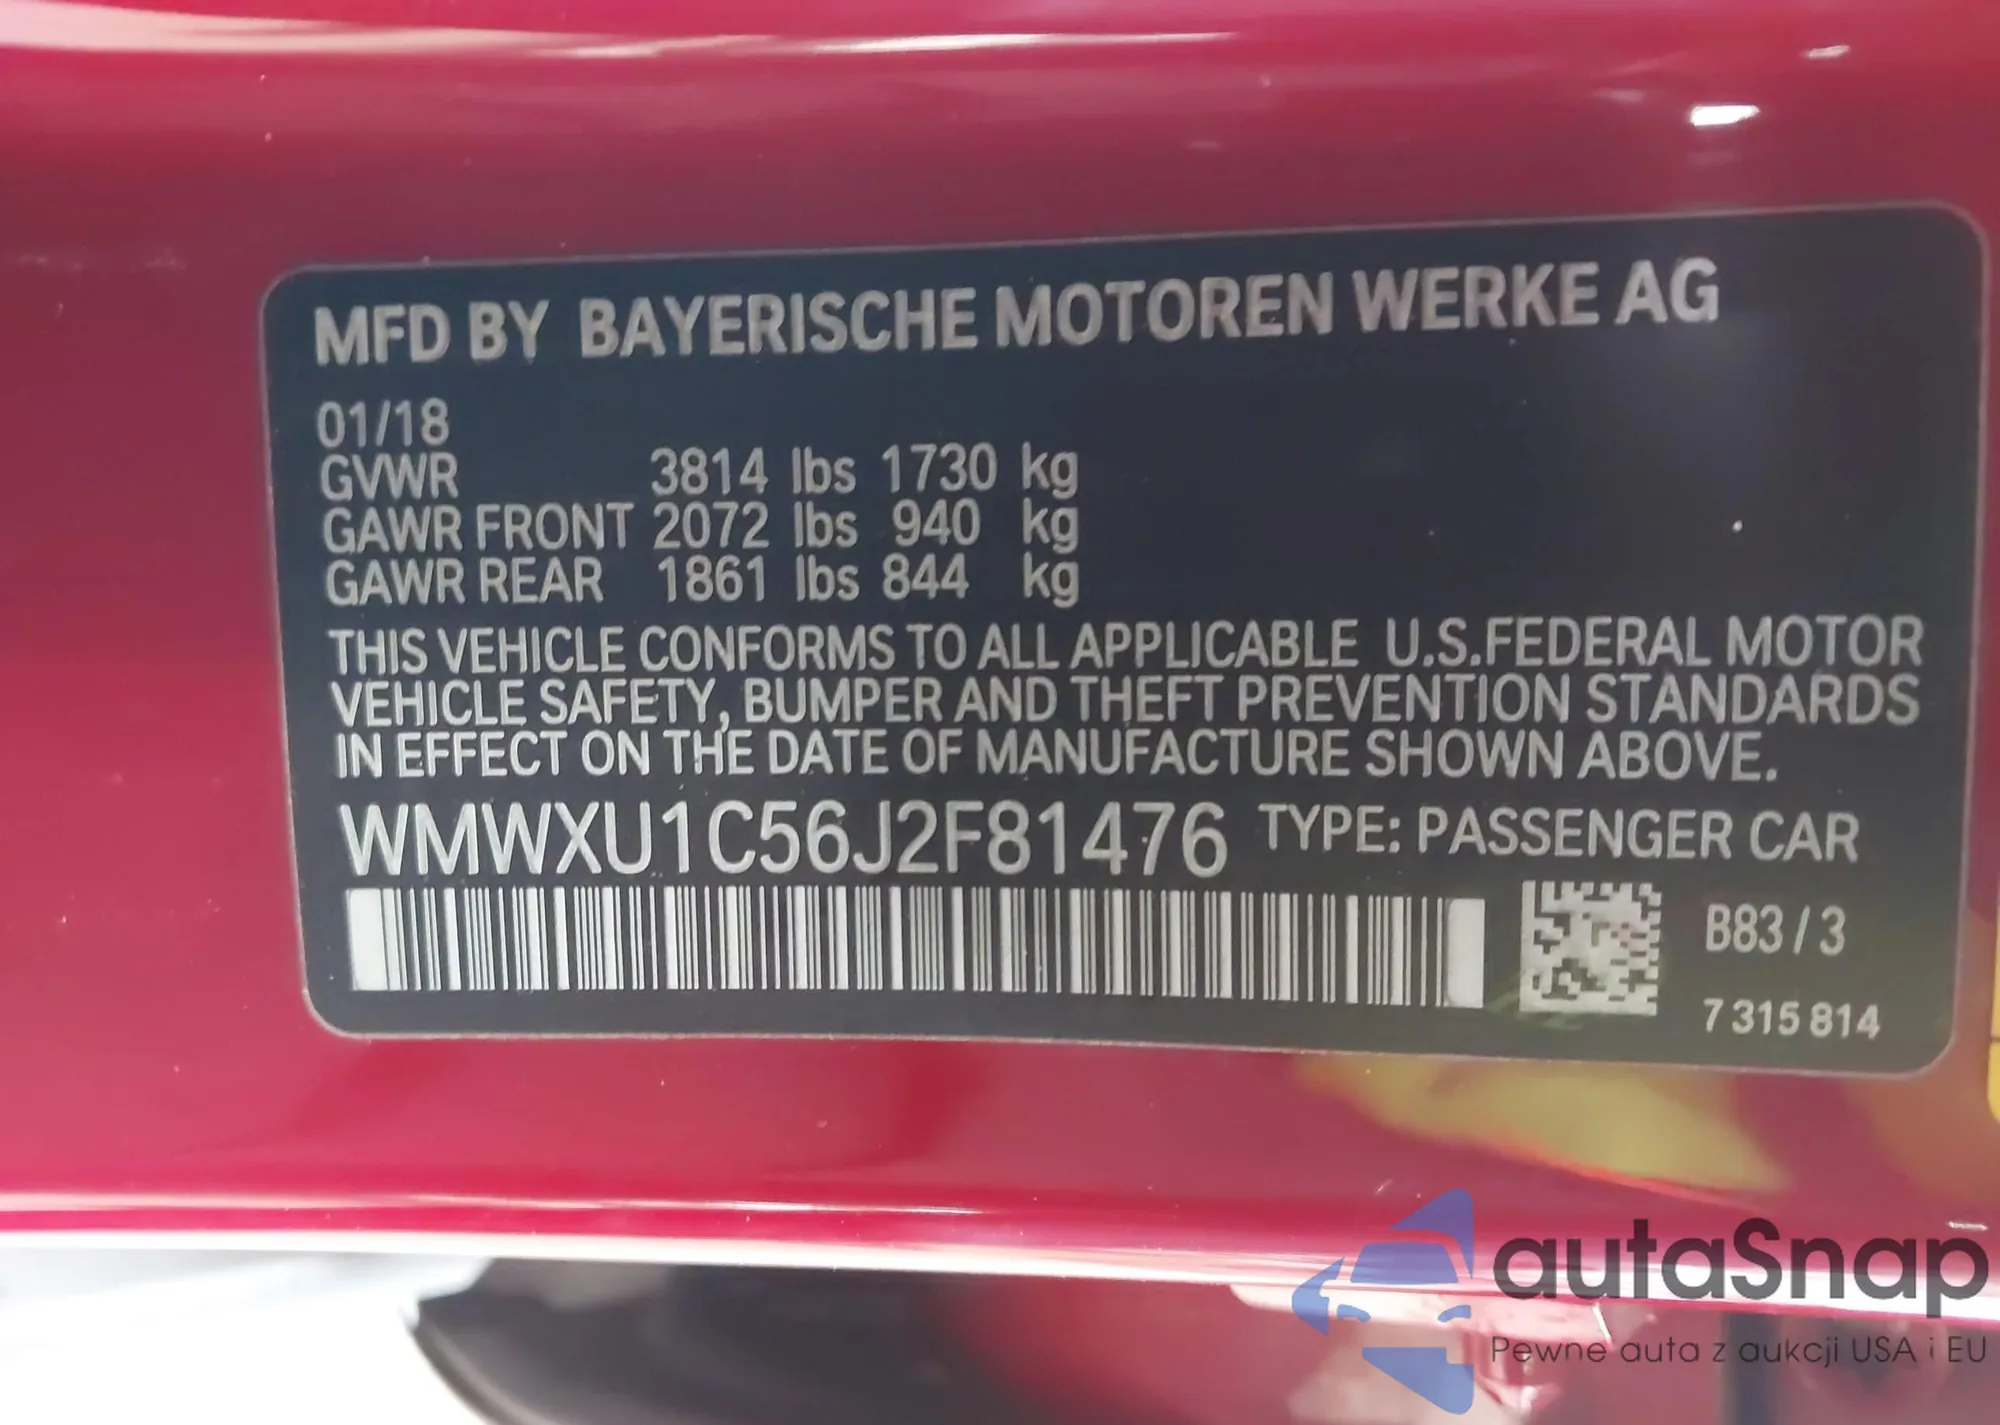 MFD BY BAYERISCHE MOTOREN WERKE AG
01/18
GVWR 3814 lbs 1730 kg
GAWR FRONT 2072 lbs 940 kg
GAWR REAR 1861 lbs 844 kg
THIS VEHICLE CONFORMS TO ALL APPLICABLE U.S.FEDERAL MOTOR
VEHICLE SAFETY, BUMPER AND THEFT PREVENTION STANDARDS
IN EFFECT ON THE DATE OF MANUFACTURE SHOWN ABOVE.
WMWXU1C56J2F81476 TYPE: PASSENGER CAR
B83 / 3
7 315 814
autaSnap
Pewne auta z aukcji USA i EU